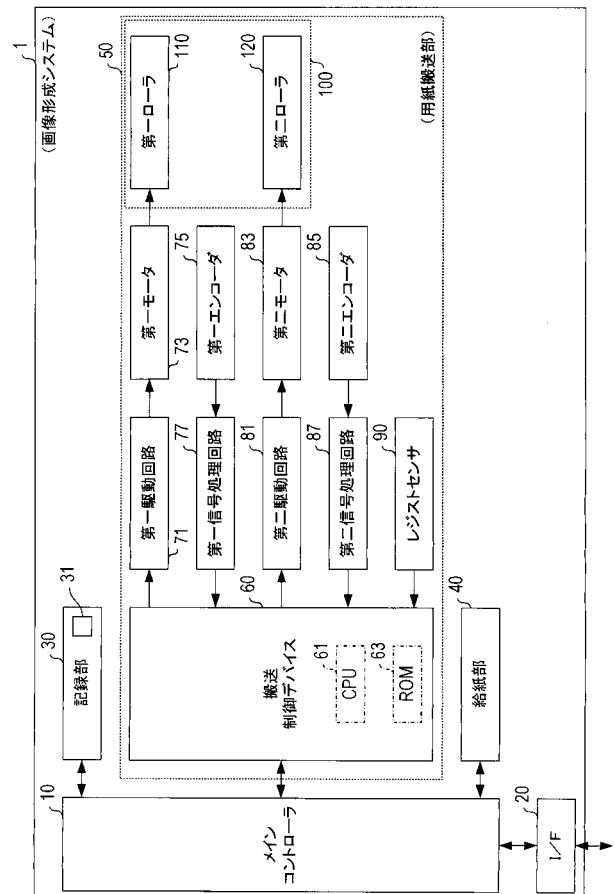 1
(画像形成システム)
50
(用紙搬送部)
100
第一ローラ
110
第二ローラ
120
第一モータ
73
第一エンコーダ
75
第二モータ
83
第二エンコーダ
85
第一駆動回路
71
第一信号処理回路
77
第二駆動回路
81
第二信号処理回路
87
レジストセンサ
90
記録部
30
31
搬送
制御デバイス
60
CPU
61
ROM
63
給紙部
40
メイン
コントローラ
10
I/F
20